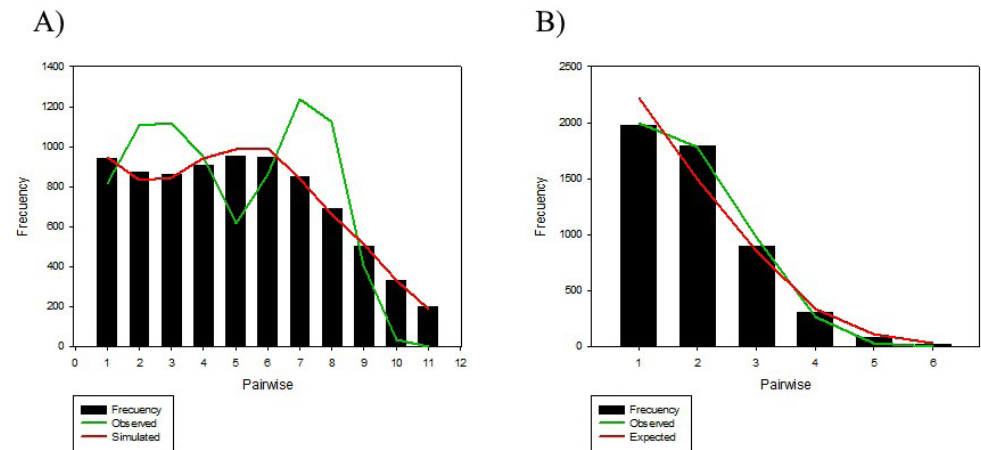 A)
1400
1200
1000
800
600
400
200
0
Frecuency
0 1 2 3 4 5 6 7 8 9 10 11 12
Pairwise
Frecuency
Observed
Simulated
B)
2500
2000
1500
1000
500
0
Frecuency
1 2 3 4 5 6
Pairwise
Frecuency
Observed
Expected